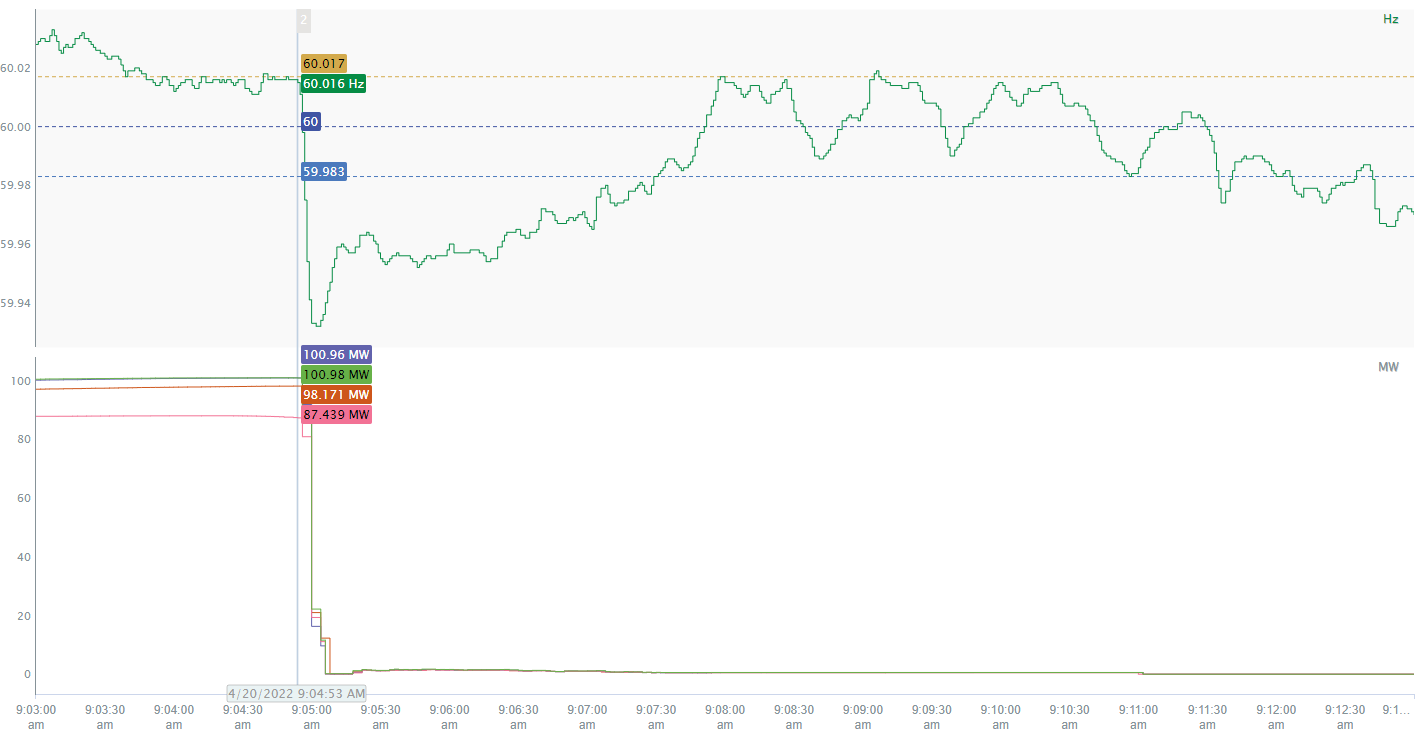 2
Hz
60.017
60.02
60.016 Hz
60
60.00
59.983
59.98
59.96
59.94
100.96 MW
MW
100.98 MW
100
98.171 MW
87.439 MW
80
60
40
20
0
4/20/2022 9:04:53 AM
9:03:00 am
9:03:30 am
9:04:00 am
9:04:30 am
9:05:00 am
9:05:30 am
9:06:00 am
9:06:30 am
9:07:00 am
9:07:30 am
9:08:00 am
9:08:30 am
9:09:00 am
9:09:30 am
9:10:00 am
9:10:30 am
9:11:00 am
9:11:30 am
9:12:00 am
9:12:30 am
9:1...